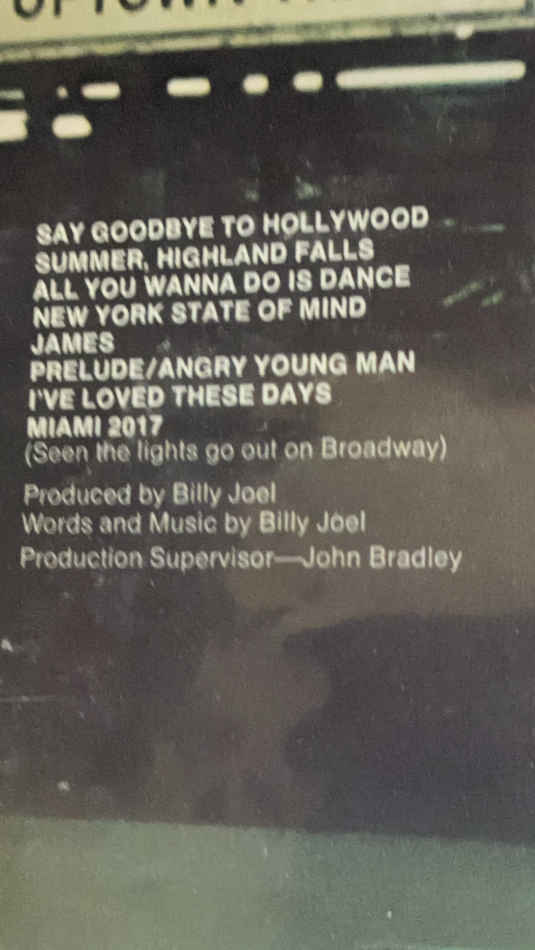 UPTOWN
SAY GOODBYE TO HOLLYWOOD
SUMMER, HIGHLAND FALLS
ALL YOU WANNA DO IS DANCE
NEW YORK STATE OF MIND
JAMES
PRELUDE/ANGRY YOUNG MAN
I'VE LOVED THESE DAYS
MIAMI 2017
(Seen the lights go out on Broadway)
Produced by Billy Joel
Words and Music by Billy Joel
Production Supervisor—John Bradley